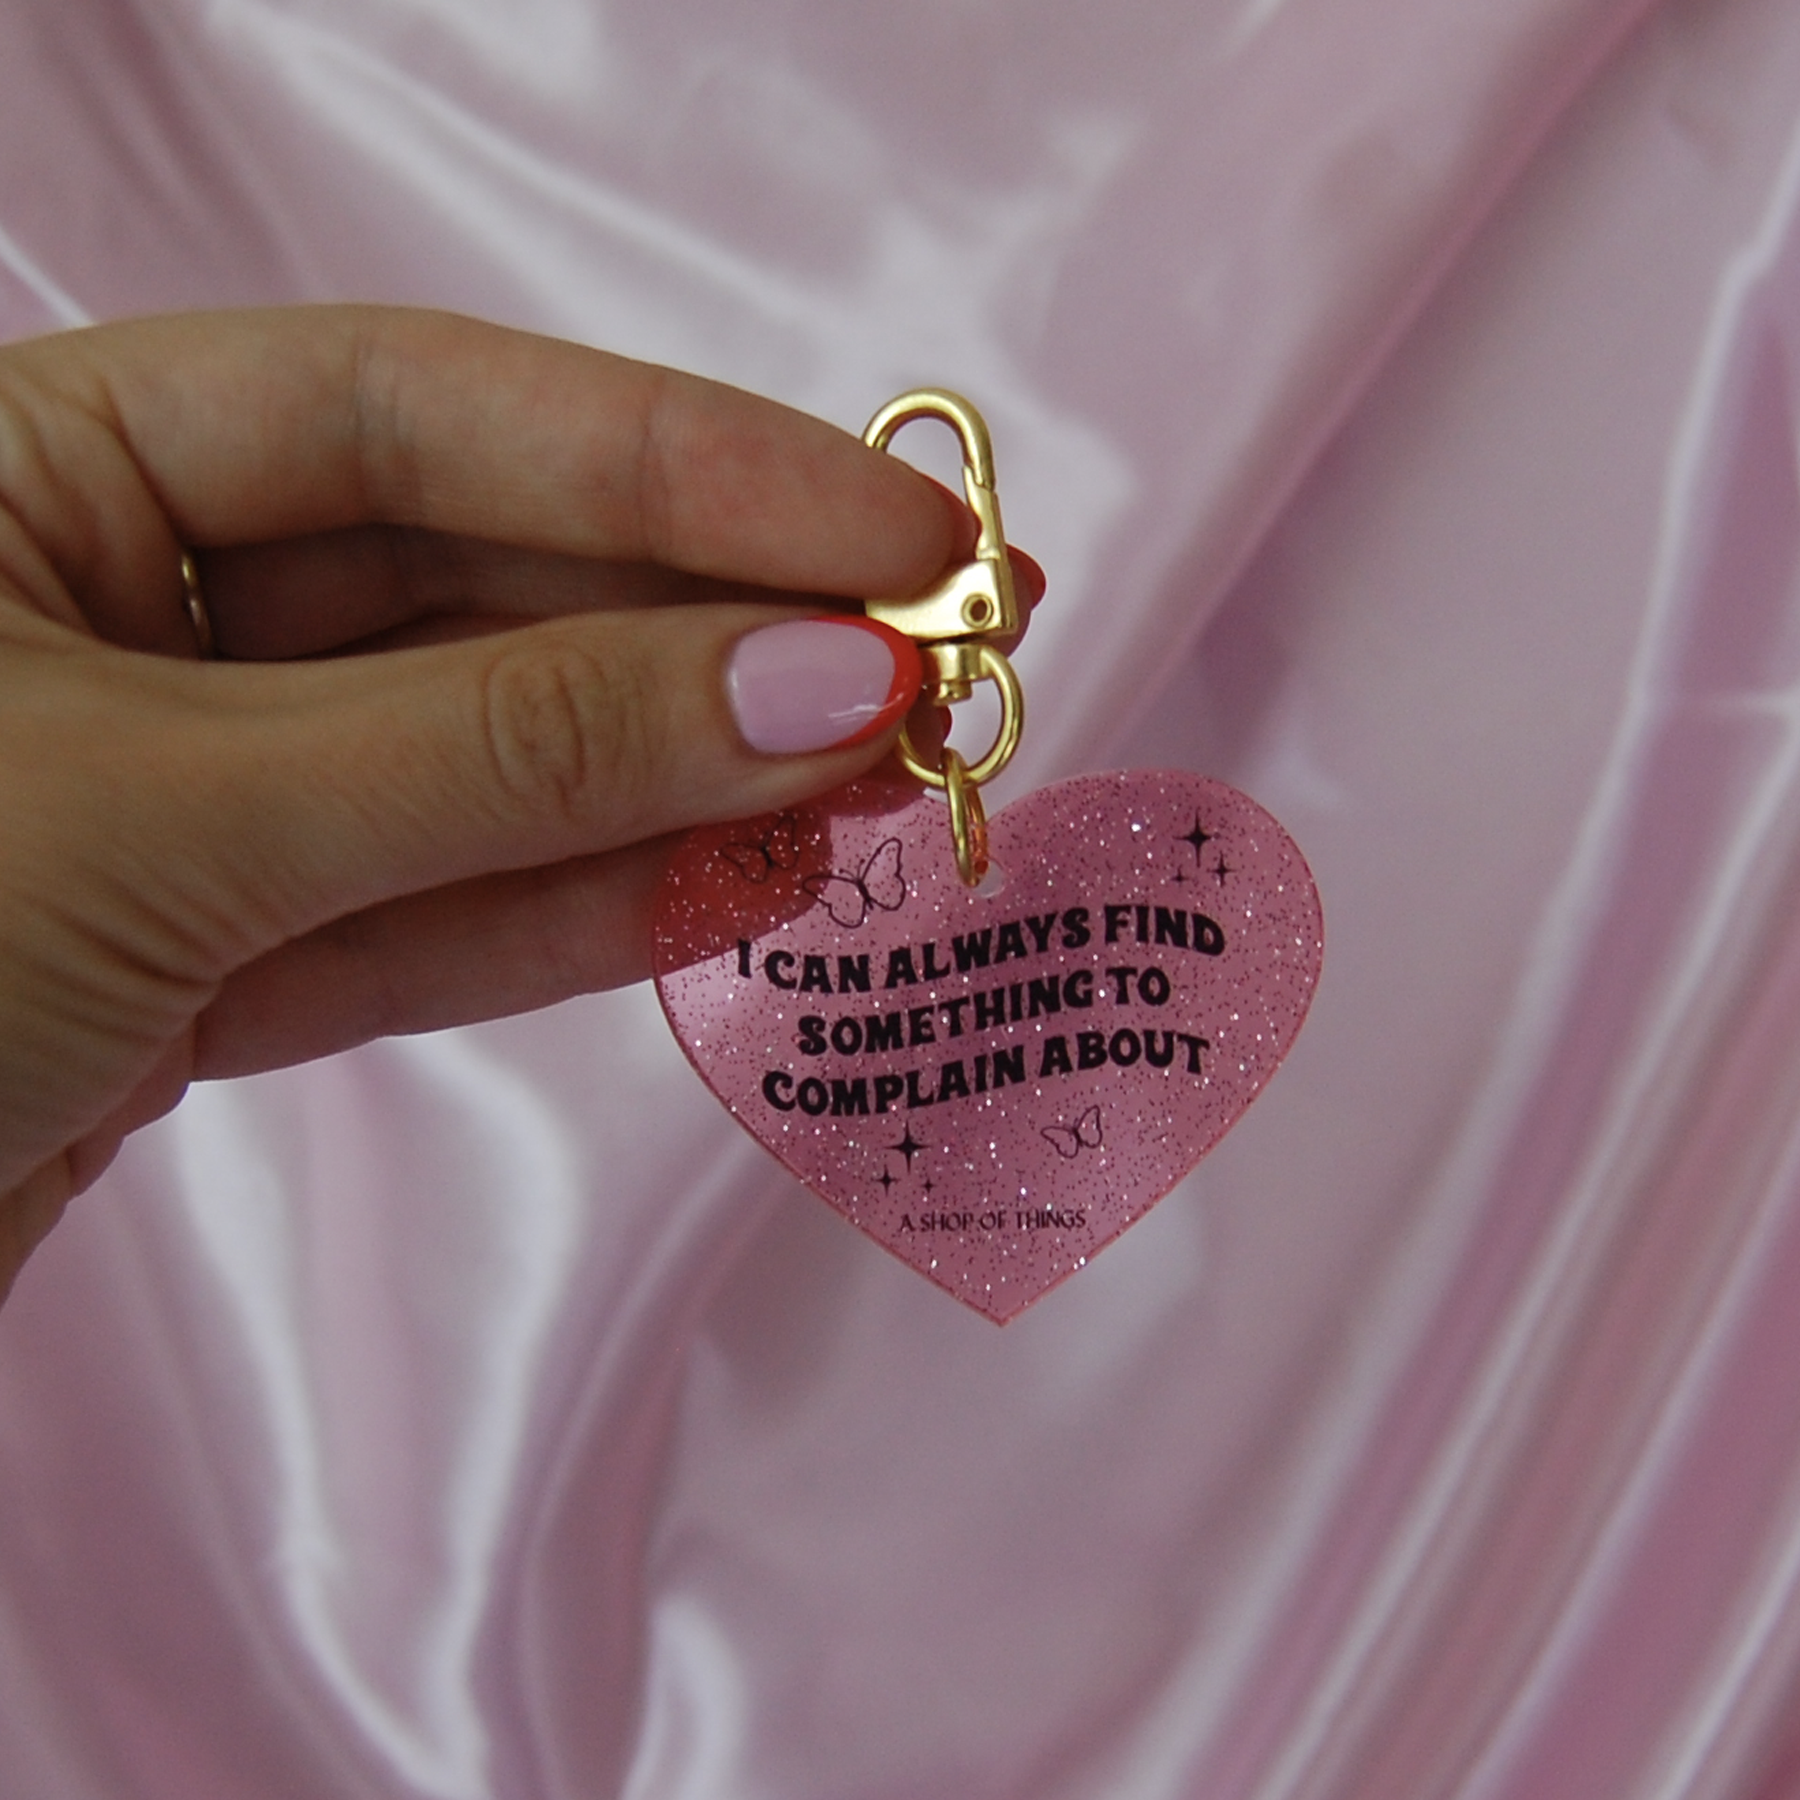 I CAN ALWAYS FIND
SOMETHING TO
COMPLAIN ABOUT
A SHOP OF THINGS